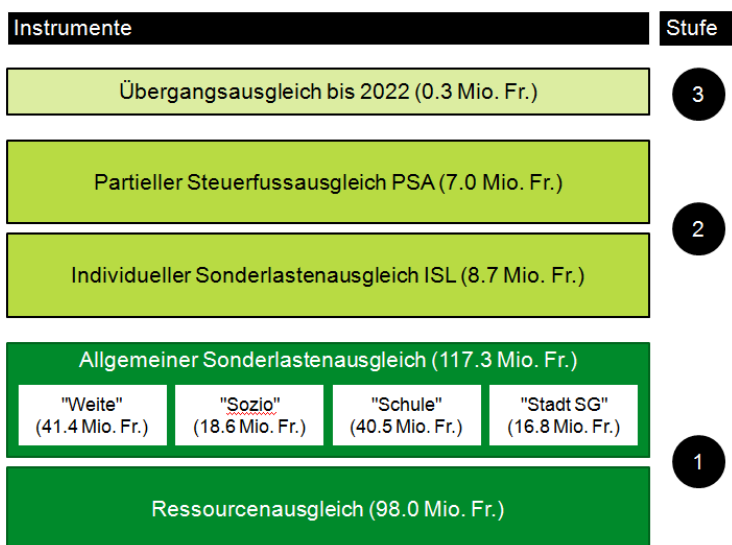 Instrumente
Stufe
Übergangsausgleich bis 2022 (0.3 Mio. Fr.)
3
Partieller Steuerfussausgleich PSA (7.0 Mio. Fr.)
2
Individueller Sonderlastenausgleich ISL (8.7 Mio. Fr.)
Allgemeiner Sonderlastenausgleich (117.3 Mio. Fr.)
"Weite"
(41.4 Mio. Fr.)
"Sozio"
(18.6 Mio. Fr.)
"Schule"
(40.5 Mio. Fr.)
"Stadt SG"
(16.8 Mio. Fr.)
1
Ressourcenausgleich (98.0 Mio. Fr.)